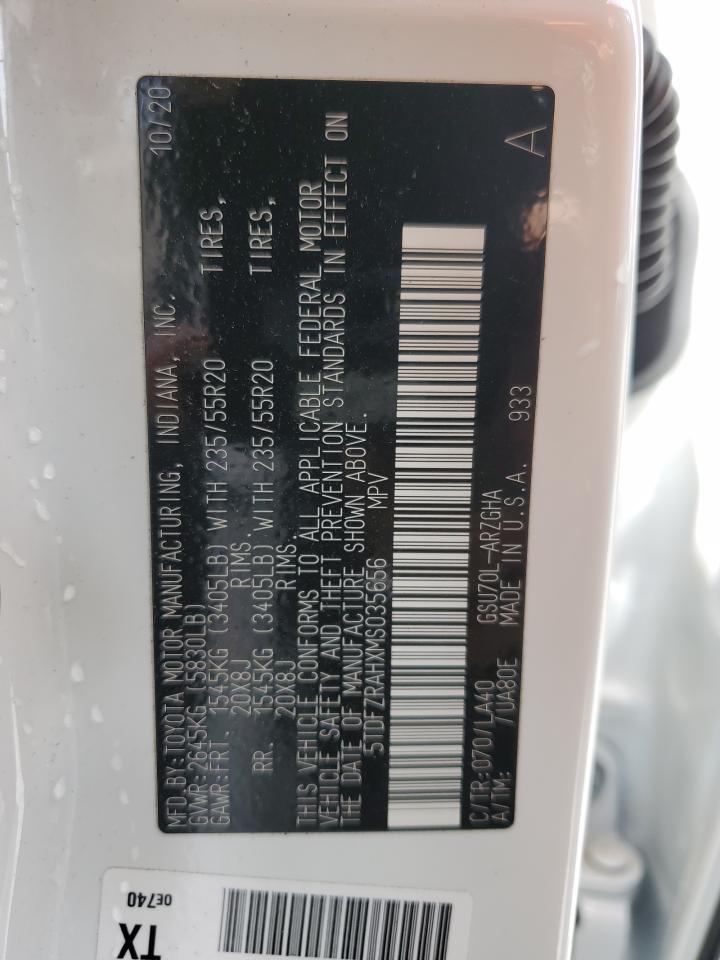 MFD.BY:TOYOTA MOTOR MANUFACTURING, INDIANA, INC. 10/20
GVWR:2645KG (5830LB)
GAWR:FRT. 1545KG (3405LB) WITH 235/55R20 TIRES,
20X8J RIMS.
RR. 1545KG (3405LB) WITH 235/55R20 TIRES,
20X8J RIMS.
THIS VEHICLE CONFORMS TO ALL APPLICABLE FEDERAL MOTOR
VEHICLE SAFETY AND THEFT PREVENTION STANDARDS IN EFFECT ON
THE DATE OF MANUFACTURE SHOWN ABOVE.
5TDFZRAHXMS035656 MPV
C/TR:070/LA40 GSU70L-ARZGHA
A/TM: /UA80E MADE IN U.S.A. 933 A
0E740
TX